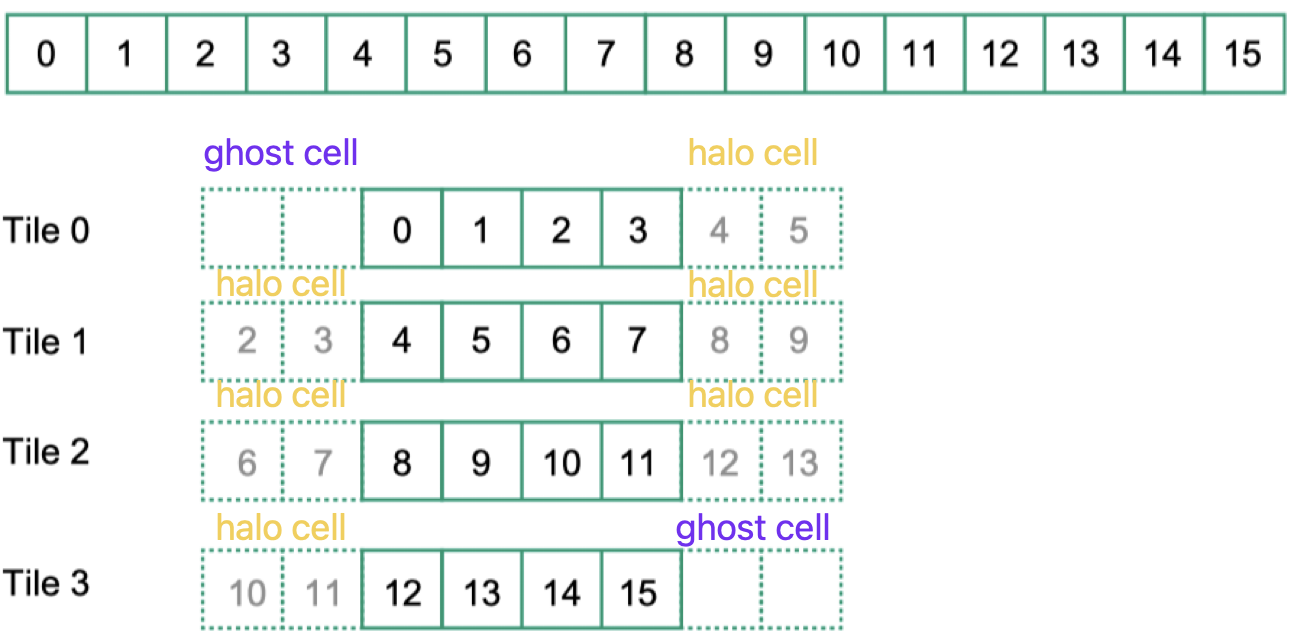 0 1 2 3 4 5 6 7 8 9 10 11 12 13 14 15
ghost cell halo cell
Tile 0 0 1 2 3 4 5
halo cell halo cell
Tile 1 2 3 4 5 6 7 8 9
halo cell halo cell
Tile 2 6 7 8 9 10 11 12 13
halo cell ghost cell
Tile 3 10 11 12 13 14 15